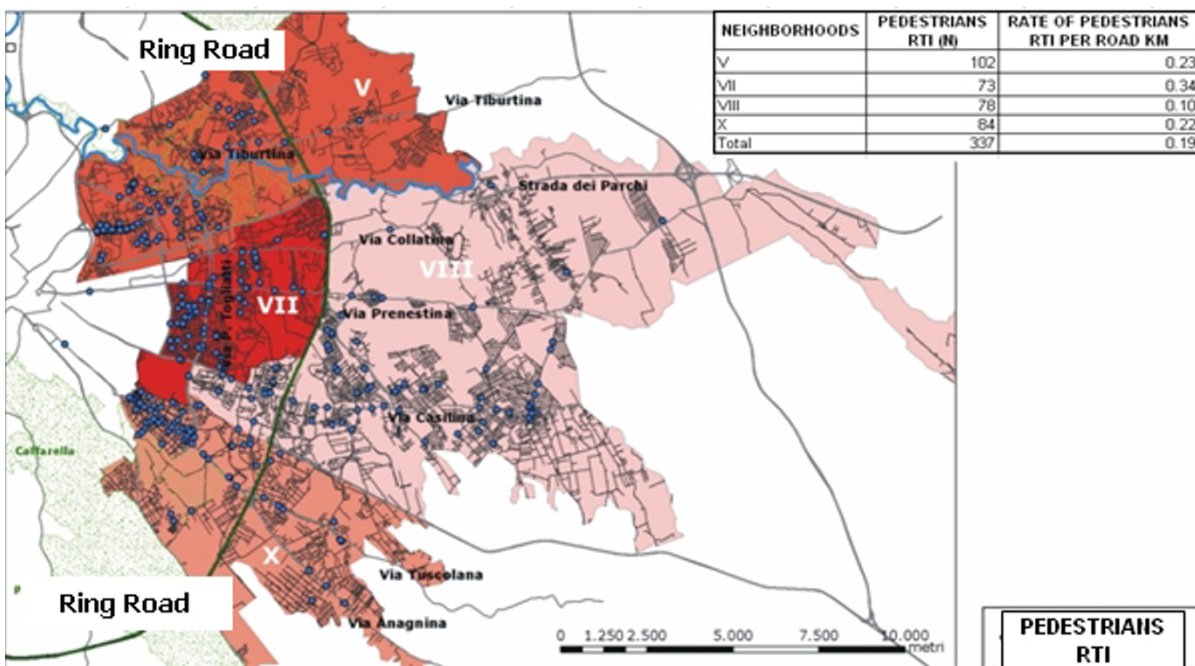 Ring Road
NEIGHBORHOODS PEDESTRIANS RTI (N) RATE OF PEDESTRIANS RTI PER ROAD KM
V 102 0.23
VII 73 0.34
VIII 78 0.10
X 84 0.22
Total 337 0.19
V
Via Tiburtina
Via Tiburtina
Strada dei Parchi
Via Collatina
VIII
VII
Via P. Togliatti
Via Prenestina
Via Casilina
Caffarella
X
Via Tuscolana
Ring Road
Via Anagnina
0 1.250 2.500 5.000 7.500 10.000
metri
PEDESTRIANS
RTI